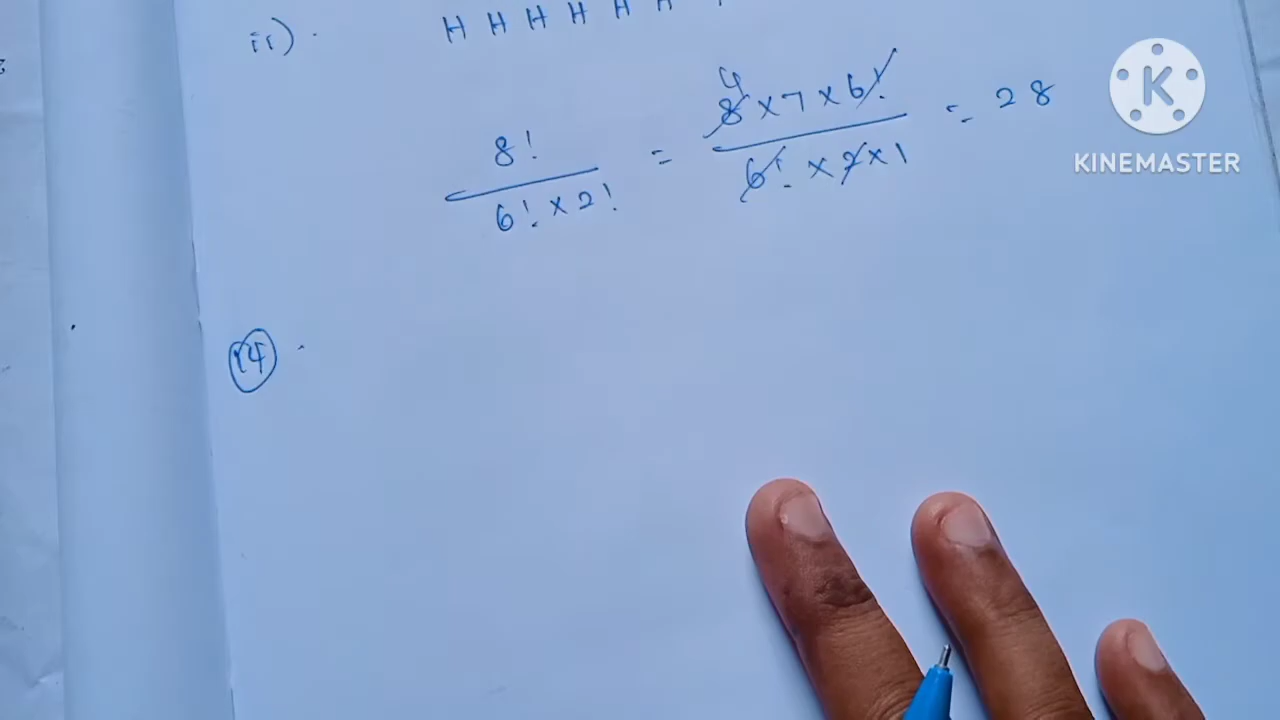 ii).
H H H H H H
8! / 6! × 2! = 8 4 × 7 × 6! / 6! × 2 × 1 = 28
14.
KINEMASTER